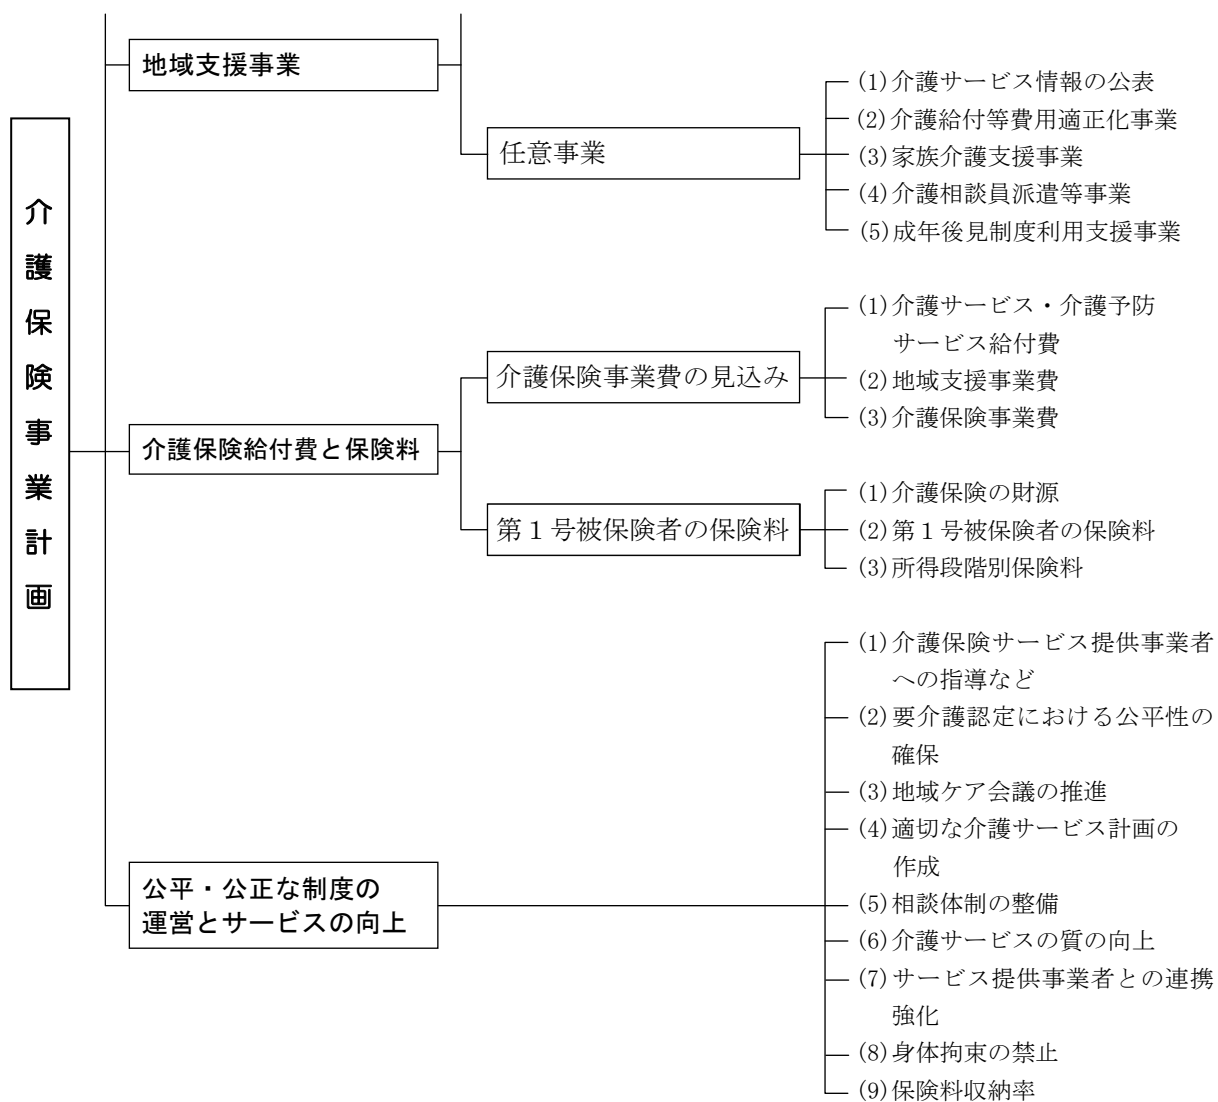 介護保険事業計画
地域支援事業
任意事業
(1)介護サービス情報の公表
(2)介護給付等費用適正化事業
(3)家族介護支援事業
(4)介護相談員派遣等事業
(5)成年後見制度利用支援事業
介護保険給付費と保険料
介護保険事業費の見込み
(1)介護サービス・介護予防
サービス給付費
(2)地域支援事業費
(3)介護保険事業費
第１号被保険者の保険料
(1)介護保険の財源
(2)第１号被保険者の保険料
(3)所得段階別保険料
公平・公正な制度の
運営とサービスの向上
(1)介護保険サービス提供事業者
への指導など
(2)要介護認定における公平性の
確保
(3)地域ケア会議の推進
(4)適切な介護サービス計画の
作成
(5)相談体制の整備
(6)介護サービスの質の向上
(7)サービス提供事業者との連携
強化
(8)身体拘束の禁止
(9)保険料収納率